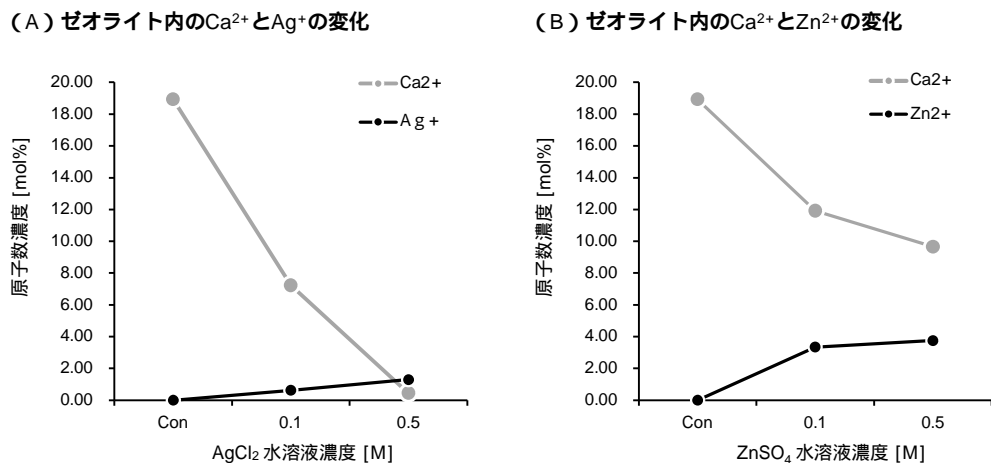 （A）ゼオライト内のCa²⁺とAg⁺の変化
20.00
18.00
16.00
14.00
12.00
10.00
8.00
6.00
4.00
2.00
0.00
原子数濃度 [mol%]
Ca2+
Ａｇ+
Con
0.1
0.5
AgCl₂ 水溶液濃度 [M]
（B）ゼオライト内のCa²⁺とZn²⁺の変化
20.00
18.00
16.00
14.00
12.00
10.00
8.00
6.00
4.00
2.00
0.00
原子数濃度 [mol%]
Ca2+
Zn2+
Con
0.1
0.5
ZnSO₄ 水溶液濃度 [M]